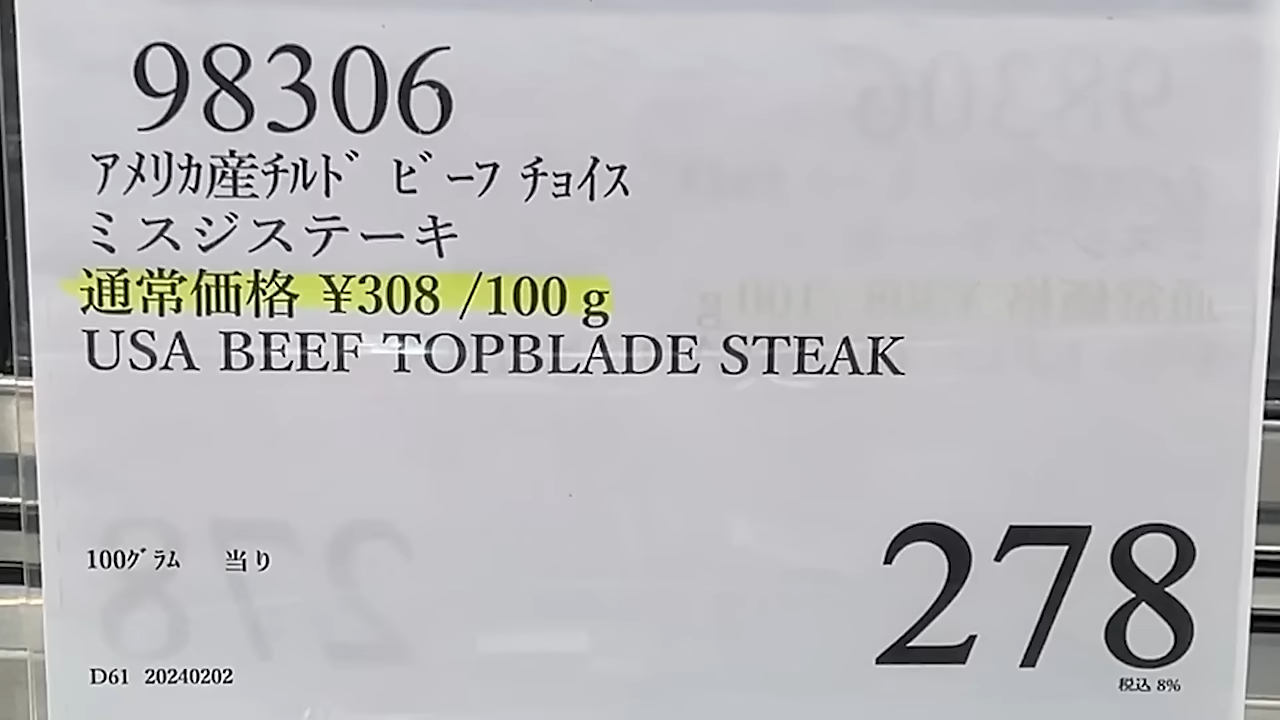 98306
ｱﾒﾘｶ産ﾁﾙﾄﾞ ﾋﾞｰﾌ ﾁｮｲｽ
ミスジステーキ
通常価格 ¥308 /100ｇ
USA BEEF TOPBLADE STEAK
100ｸﾞﾗﾑ 当り
278
税込 8%
D61 20240202